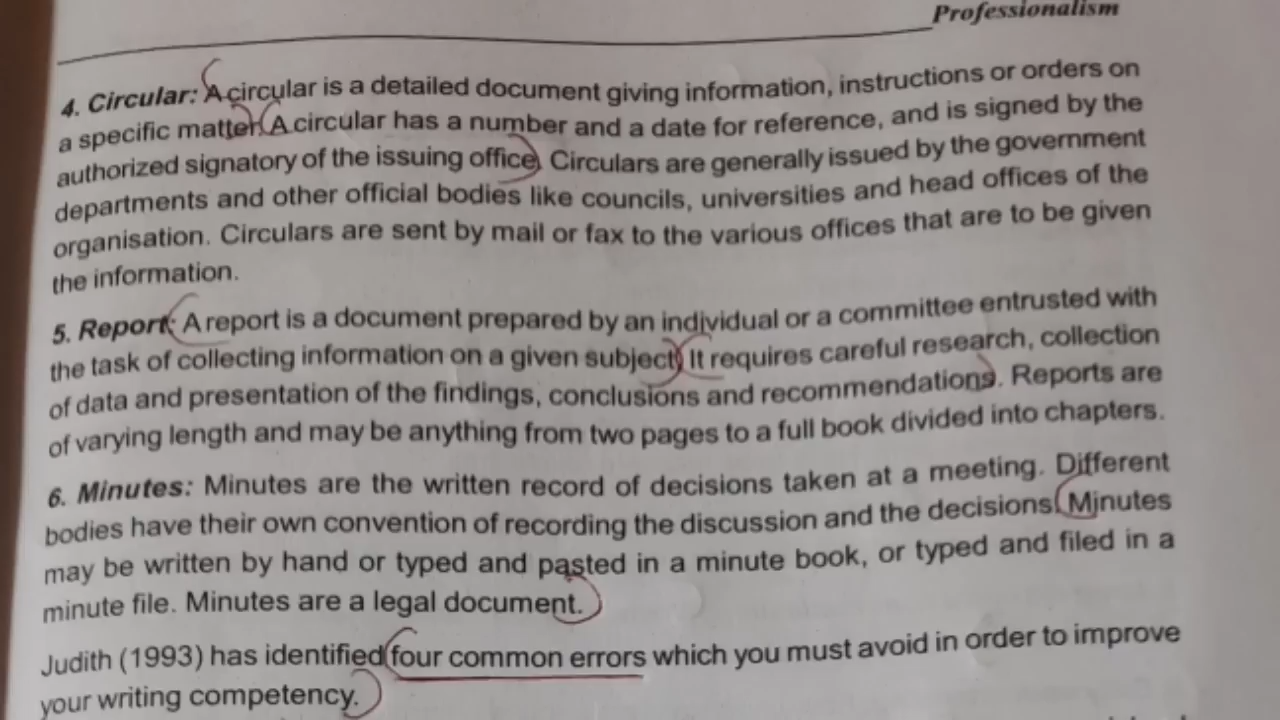 Professionalism
4. Circular: A circular is a detailed document giving information, instructions or orders on
a specific matter. A circular has a number and a date for reference, and is signed by the
authorized signatory of the issuing office. Circulars are generally issued by the government
departments and other official bodies like councils, universities and head offices of the
organisation. Circulars are sent by mail or fax to the various offices that are to be given
the information.
5. Report: A report is a document prepared by an individual or a committee entrusted with
the task of collecting information on a given subject. It requires careful research, collection
of data and presentation of the findings, conclusions and recommendations. Reports are
of varying length and may be anything from two pages to a full book divided into chapters.
6. Minutes: Minutes are the written record of decisions taken at a meeting. Different
bodies have their own convention of recording the discussion and the decisions. Minutes
may be written by hand or typed and pasted in a minute book, or typed and filed in a
minute file. Minutes are a legal document.
Judith (1993) has identified four common errors which you must avoid in order to improve
your writing competency.